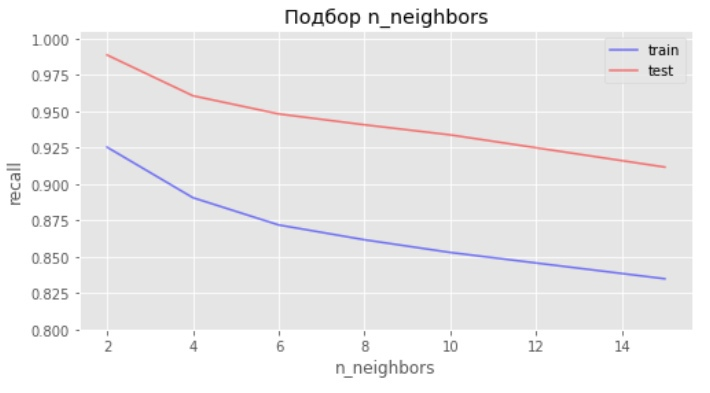 Подбор n_neighbors
1.000
0.975
0.950
0.925
0.900
0.875
0.850
0.825
0.800
recall
train
test
2 4 6 8 10 12 14
n_neighbors